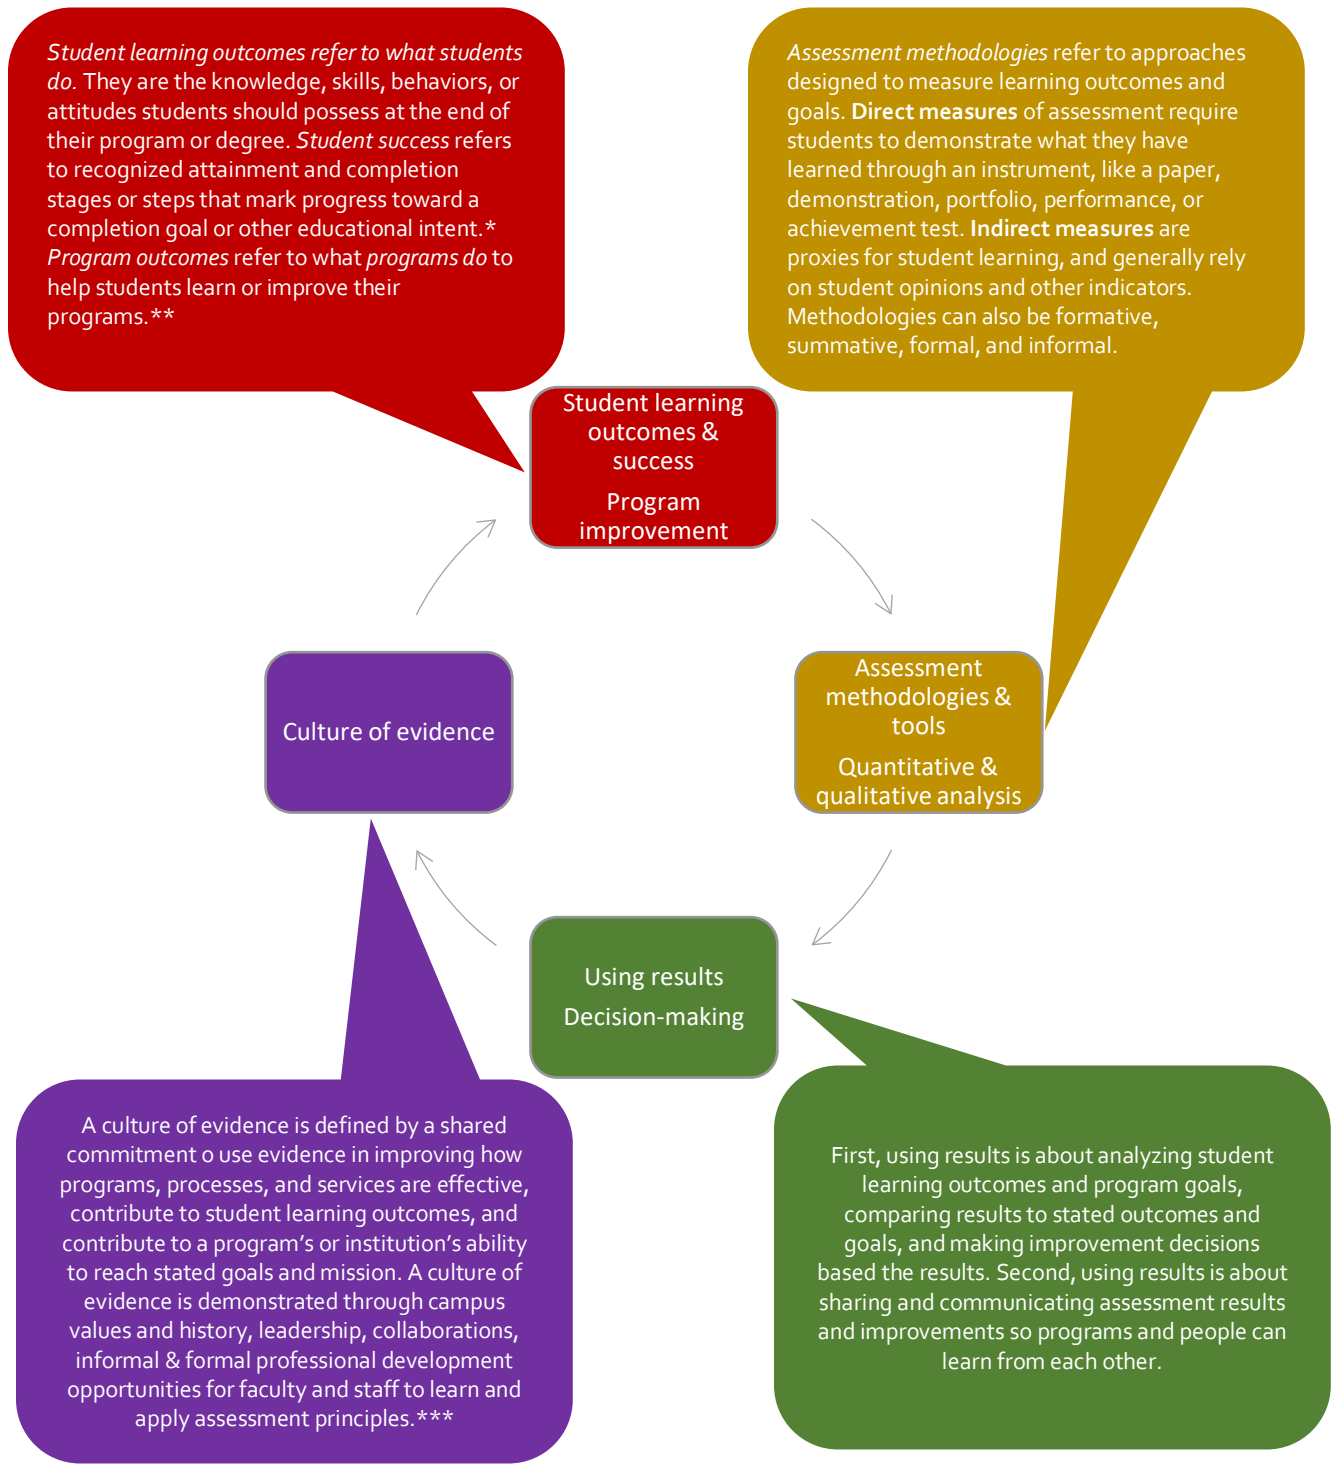 Student learning outcomes refer to what students
do. They are the knowledge, skills, behaviors, or
attitudes students should possess at the end of
their program or degree. Student success refers
to recognized attainment and completion
stages or steps that mark progress toward a
completion goal or other educational intent.*
Program outcomes refer to what programs do to
help students learn or improve their
programs.**
Assessment methodologies refer to approaches
designed to measure learning outcomes and
goals. Direct measures of assessment require
students to demonstrate what they have
learned through an instrument, like a paper,
demonstration, portfolio, performance, or
achievement test. Indirect measures are
proxies for student learning, and generally rely
on student opinions and other indicators.
Methodologies can also be formative,
summative, formal, and informal.
Student learning
outcomes &
success
Program
improvement
Culture of evidence
Assessment
methodologies &
tools
Quantitative &
qualitative analysis
Using results
Decision-making
A culture of evidence is defined by a shared
commitment o use evidence in improving how
programs, processes, and services are effective,
contribute to student learning outcomes, and
contribute to a program's or institution's ability
to reach stated goals and mission. A culture of
evidence is demonstrated through campus
values and history, leadership, collaborations,
informal & formal professional development
opportunities for faculty and staff to learn and
apply assessment principles.***
First, using results is about analyzing student
learning outcomes and program goals,
comparing results to stated outcomes and
goals, and making improvement decisions
based the results. Second, using results is about
sharing and communicating assessment results
and improvements so programs and people can
learn from each other.